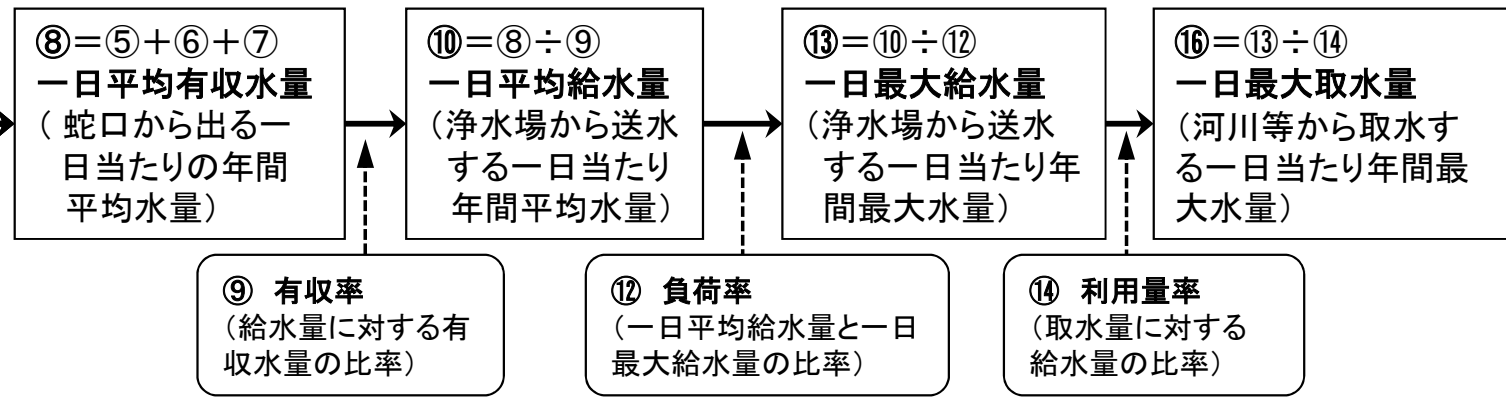 ⑧=⑤+⑥+⑦
一日平均有収水量
（ 蛇口から出る一
日当たりの年間
平均水量）
⑩=⑧÷⑨
一日平均給水量
（浄水場から送水
する一日当たり
年間平均水量）
⑬=⑩÷⑫
一日最大給水量
（浄水場から送水
する一日当たり年
間最大水量）
⑯=⑬÷⑭
一日最大取水量
（河川等から取水す
る一日当たり年間最
大水量）
⑨ 有収率
（給水量に対する有
収水量の比率）
⑫ 負荷率
（一日平均給水量と一日
最大給水量の比率）
⑭ 利用量率
（取水量に対する
給水量の比率）